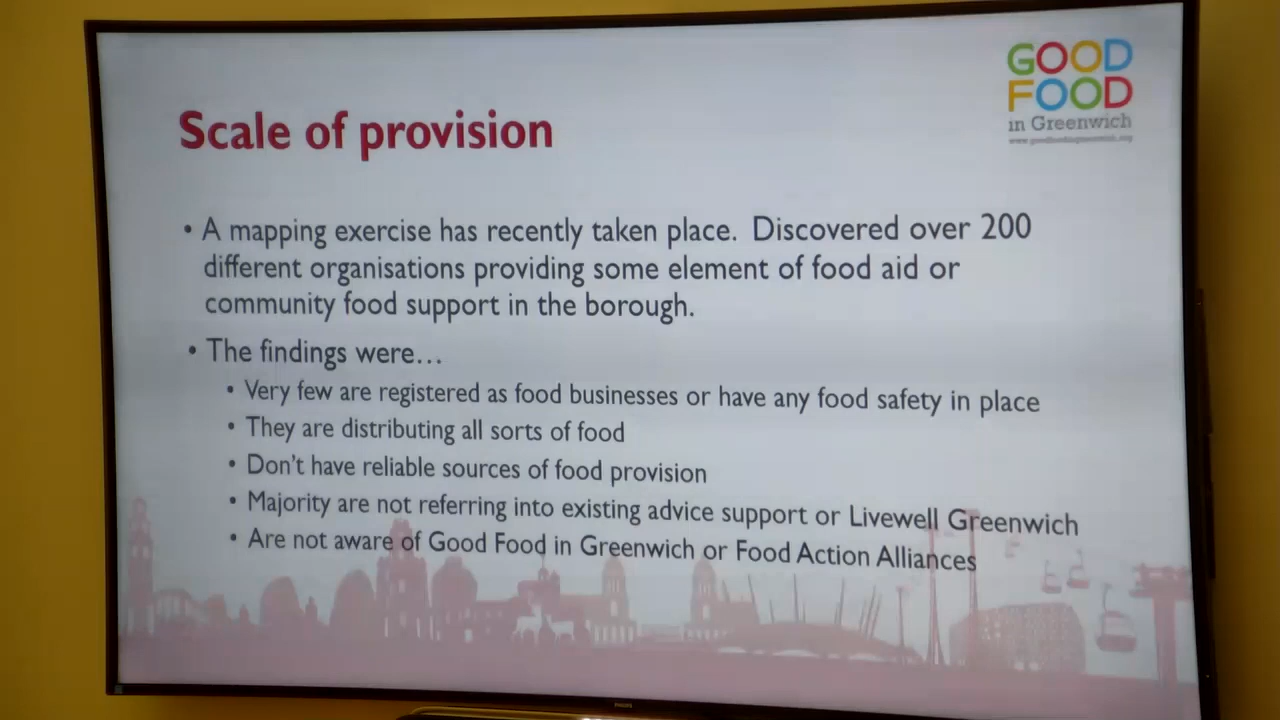 GOOD
FOOD
in Greenwich
Scale of provision
• A mapping exercise has recently taken place. Discovered over 200
different organisations providing some element of food aid or
community food support in the borough.
• The findings were...
• Very few are registered as food businesses or have any food safety in place
• They are distributing all sorts of food
• Don't have reliable sources of food provision
• Majority are not referring into existing advice support or Livewell Greenwich
• Are not aware of Good Food in Greenwich or Food Action Alliances
PHILIPS